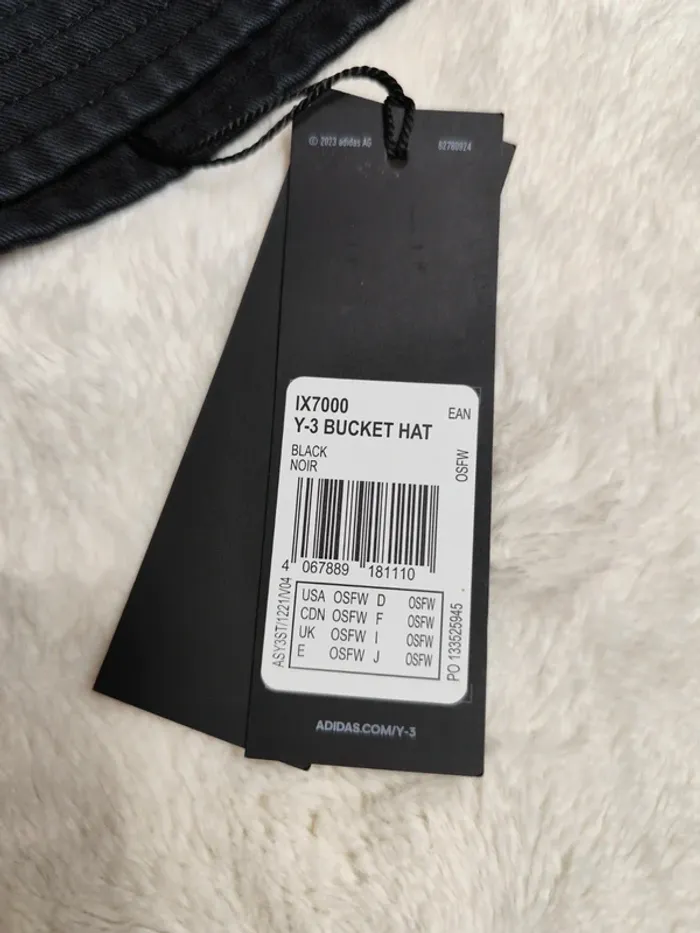 © 2023 adidas AG 62780924
IX7000
EAN
Y-3 BUCKET HAT
BLACK
NOIR
OSFW
4 067889 181110
USA OSFW D OSFW
CDN OSFW F OSFW
UK OSFW I OSFW
E OSFW J OSFW
ASY3ST/1221/V04
PO 133525945
ADIDAS.COM/Y-3